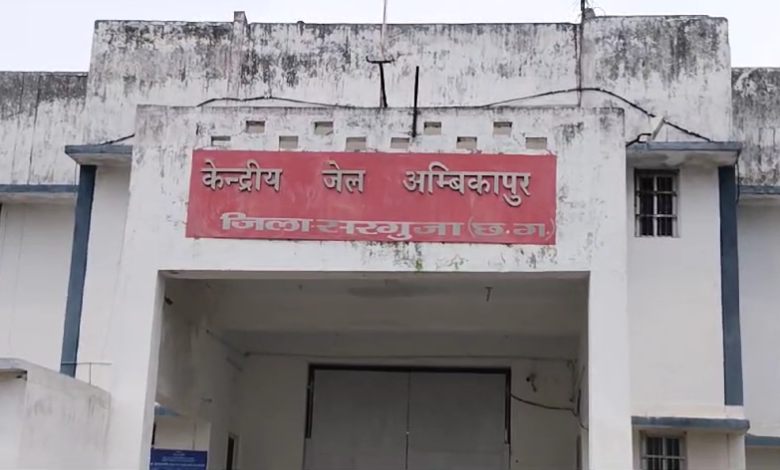 केन्द्रीय जेल अम्बिकापुर
जिला-सरगुजा (छ.ग.)